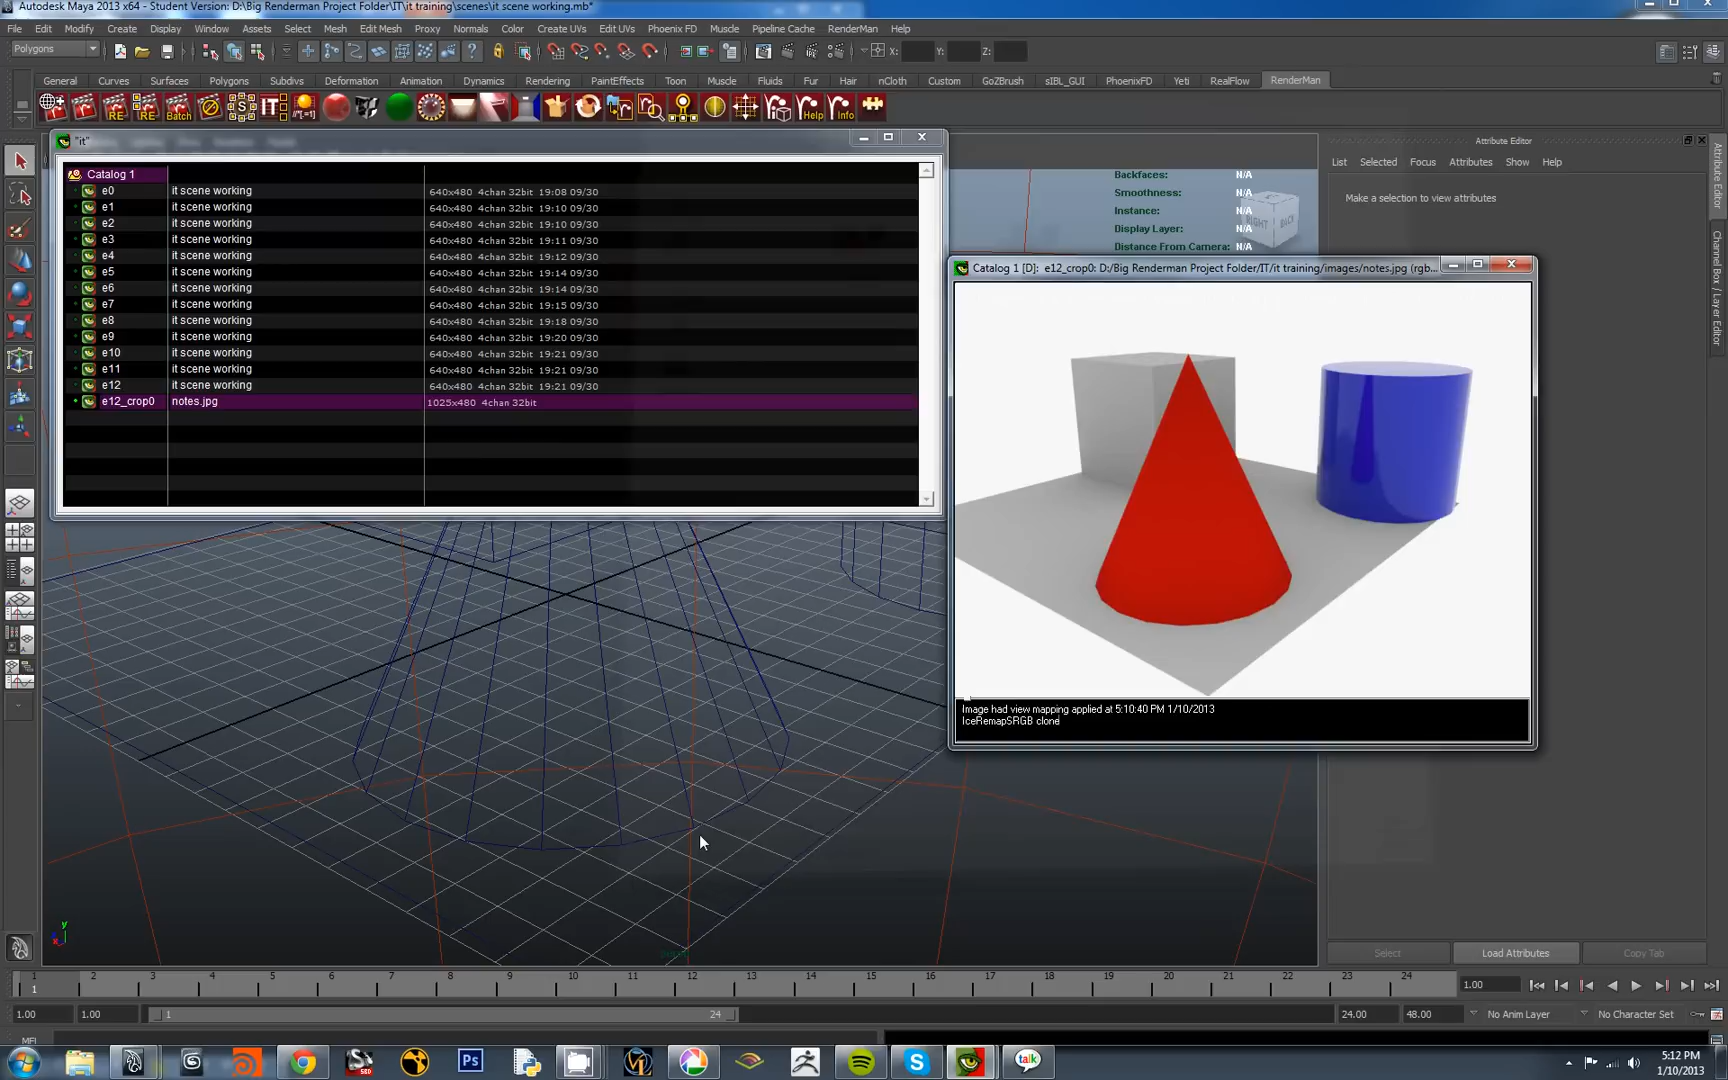 Autodesk Maya 2013 x64 - Student Version: D:\Big Renderman Project Folder\IT\it training\scenes\it scene working.mb*
File Edit Modify Create Display Window Assets Select Mesh Edit Mesh Proxy Normals Color Create UVs Edit UVs Phoenix FD Muscle Pipeline Cache RenderMan Help
Polygons X: Y: Z:
General Curves Surfaces Polygons Subdivs Deformation Animation Dynamics Rendering PaintEffects Toon Muscle Fluids Fur Hair nCloth Custom GoZBrush sIBL_GUI PhoenixFD Yeti RealFlow RenderMan
RE RE Batch S IT Help Info
"it"
Catalog 1
e0 it scene working 640x480 4chan 32bit 19:08 09/30
e1 it scene working 640x480 4chan 32bit 19:10 09/30
e2 it scene working 640x480 4chan 32bit 19:10 09/30
e3 it scene working 640x480 4chan 32bit 19:11 09/30
e4 it scene working 640x480 4chan 32bit 19:12 09/30
e5 it scene working 640x480 4chan 32bit 19:14 09/30
e6 it scene working 640x480 4chan 32bit 19:14 09/30
e7 it scene working 640x480 4chan 32bit 19:15 09/30
e8 it scene working 640x480 4chan 32bit 19:18 09/30
e9 it scene working 640x480 4chan 32bit 19:20 09/30
e10 it scene working 640x480 4chan 32bit 19:21 09/30
e11 it scene working 640x480 4chan 32bit 19:21 09/30
e12 it scene working 640x480 4chan 32bit 19:21 09/30
e12_crop0 notes.jpg 1025x480 4chan 32bit
Backfaces: N/A
Smoothness: N/A
Instance: N/A
Display Layer: N/A
Distance From Camera: N/A
RIGHT BACK
Catalog 1 [D]: e12_crop0: D:/Big Renderman Project Folder/IT/it training/images/notes.jpg (rgb...
Image had view mapping applied at 5:10:40 PM 1/10/2013
IceRemapSRGB clone
Attribute Editor
List Selected Focus Attributes Show Help
Make a selection to view attributes
Attribute Editor
Channel Box / Layer Editor
Select Load Attributes Copy Tab
y
x z
1 2 3 4 5 6 7 8 9 10 11 12 13 14 15 16 17 18 19 20 21 22 23 24
1 1.00
1.00 1.00 1 24 24.00 48.00 No Anim Layer No Character Set
MEL
Ps talk
5:12 PM
1/10/2013